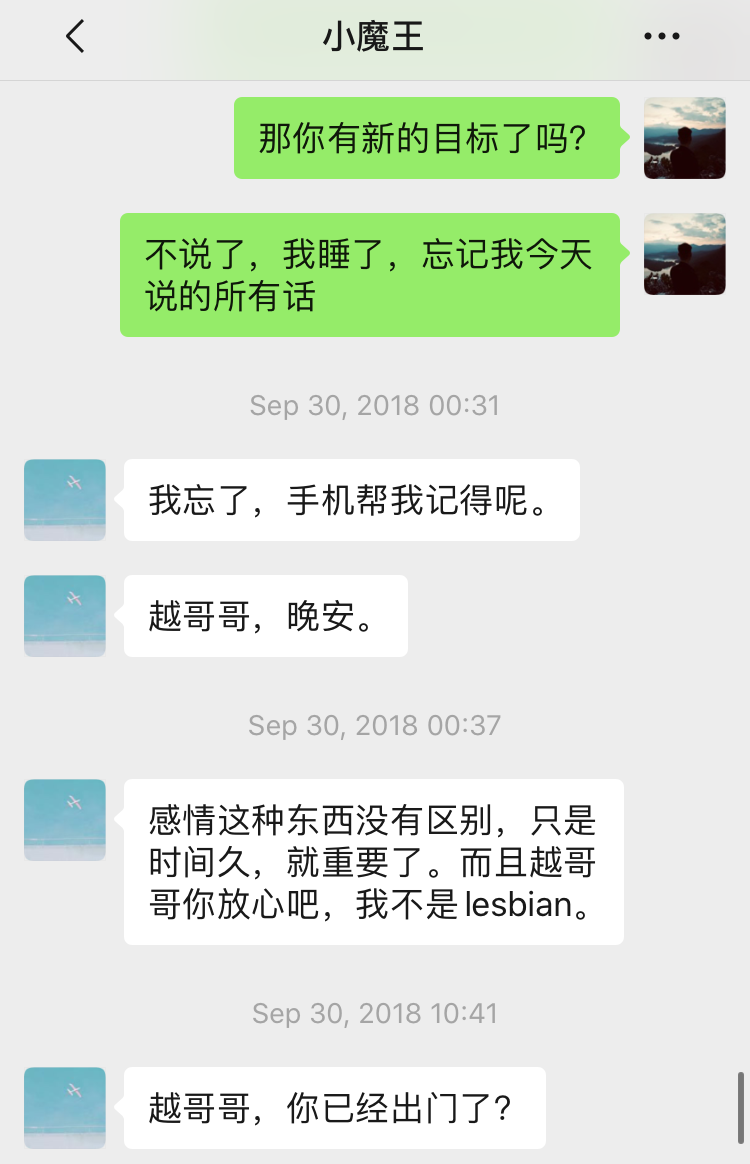 小魔王
那你有新的目标了吗?
不说了，我睡了，忘记我今天
说的所有话
Sep 30, 2018 00:31
我忘了，手机帮我记得呢。
越哥哥，晚安。
Sep 30, 2018 00:37
感情这种东西没有区别，只是
时间久，就重要了。而且越哥
哥你放心吧，我不是lesbian。
Sep 30, 2018 10:41
越哥哥，你已经出门了?